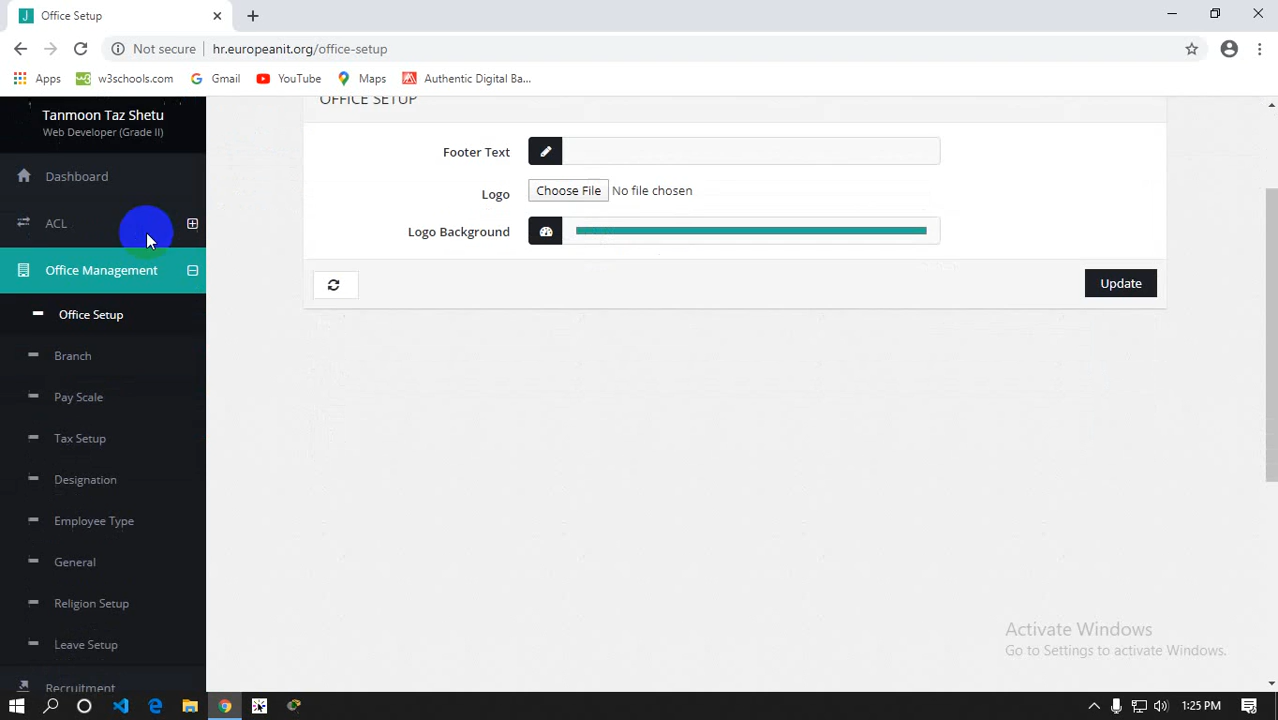 Office Setup
Not secure
hr.europeanit.org/office-setup
Apps
w3schools.com
Gmail
YouTube
Maps
Authentic Digital Ba...
Tanmoon Taz Shetu
Web Developer (Grade II)
Dashboard
ACL
Office Management
Office Setup
Branch
Pay Scale
Tax Setup
Designation
Employee Type
General
Religion Setup
Leave Setup
Recruitment
OFFICE SETUP
Footer Text
Logo
Choose File No file chosen
Logo Background
Update
Activate Windows
Go to Settings to activate Windows.
1:25 PM